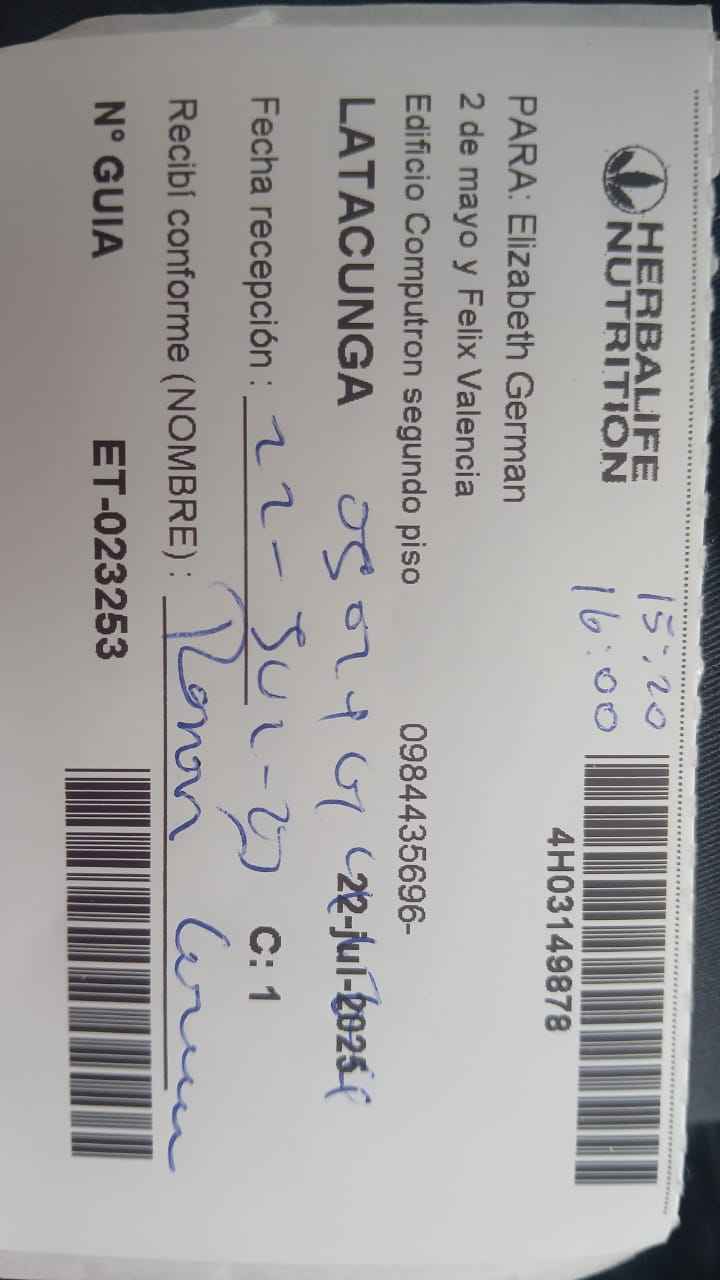 HERBALIFE
NUTRITION
15:20
16:00
4H03149878
PARA: Elizabeth German
2 de mayo y Felix Valencia
Edificio Computron segundo piso 0984435696-
LATACUNGA 22-jul-2025
Fecha recepción : 22-JUL-25 C: 1
Recibí conforme (NOMBRE) :
N° GUIA ET-023253